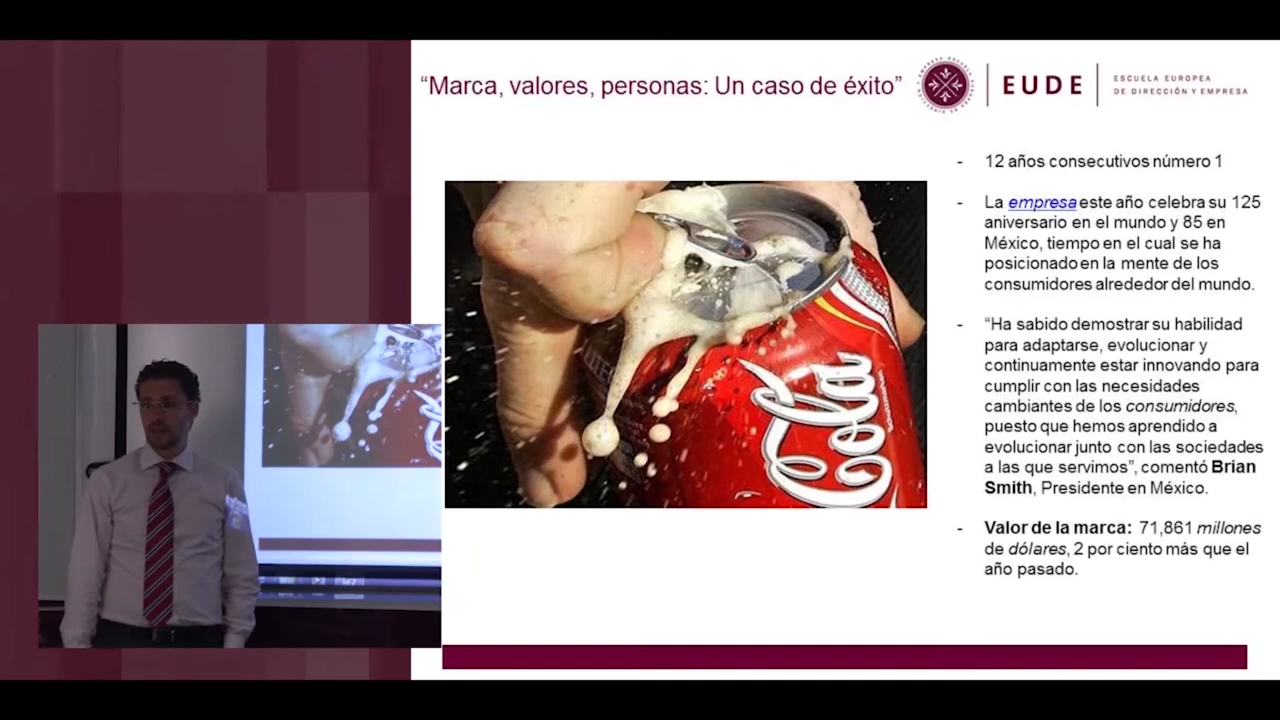 “Marca, valores, personas: Un caso de éxito”
EUDE
ESCUELA EUROPEA
DE DIRECCIÓN Y EMPRESA
- 12 años consecutivos número 1
- La empresa este año celebra su 125
aniversario en el mundo y 85 en
México, tiempo en el cual se ha
posicionado en la mente de los
consumidores alrededor del mundo.
- “Ha sabido demostrar su habilidad
para adaptarse, evolucionar y
continuamente estar innovando para
cumplir con las necesidades
cambiantes de los consumidores,
puesto que hemos aprendido a
evolucionar junto con las sociedades
a las que servimos”, comentó Brian
Smith, Presidente en México.
- Valor de la marca: 71,861 millones
de dólares, 2 por ciento más que el
año pasado.
Cola